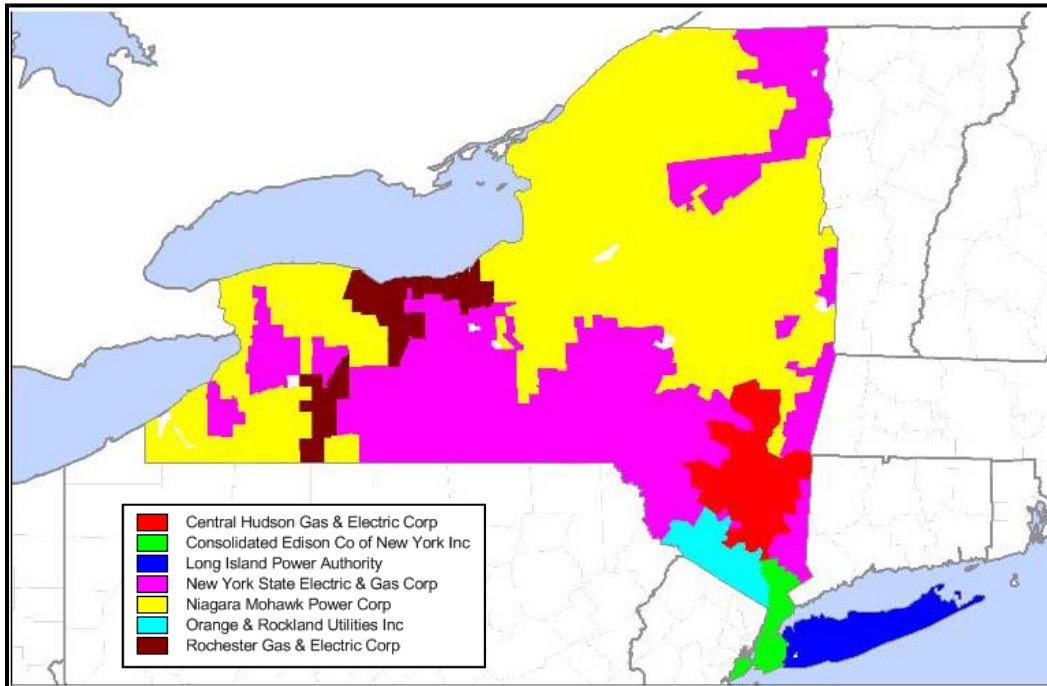 Central Hudson Gas & Electric Corp
Consolidated Edison Co of New York Inc
Long Island Power Authority
New York State Electric & Gas Corp
Niagara Mohawk Power Corp
Orange & Rockland Utilities Inc
Rochester Gas & Electric Corp